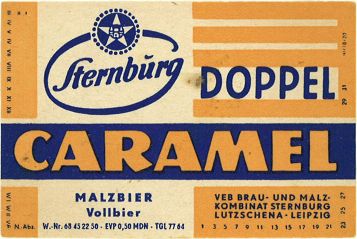 Sternburg
DOPPEL
CARAMEL
MALZBIER
Vollbier
W.-Nr. 68 45 22 50 - EVP 0,50 MDN - TGL 77 64
VEB BRAU- UND MALZ-
KOMBINAT STERNBURG
LUTZSCHENA - LEIPZIG
1 3 5 7 9 11 13 15 17 19 21
N. Abs.
23 25 27
29 31